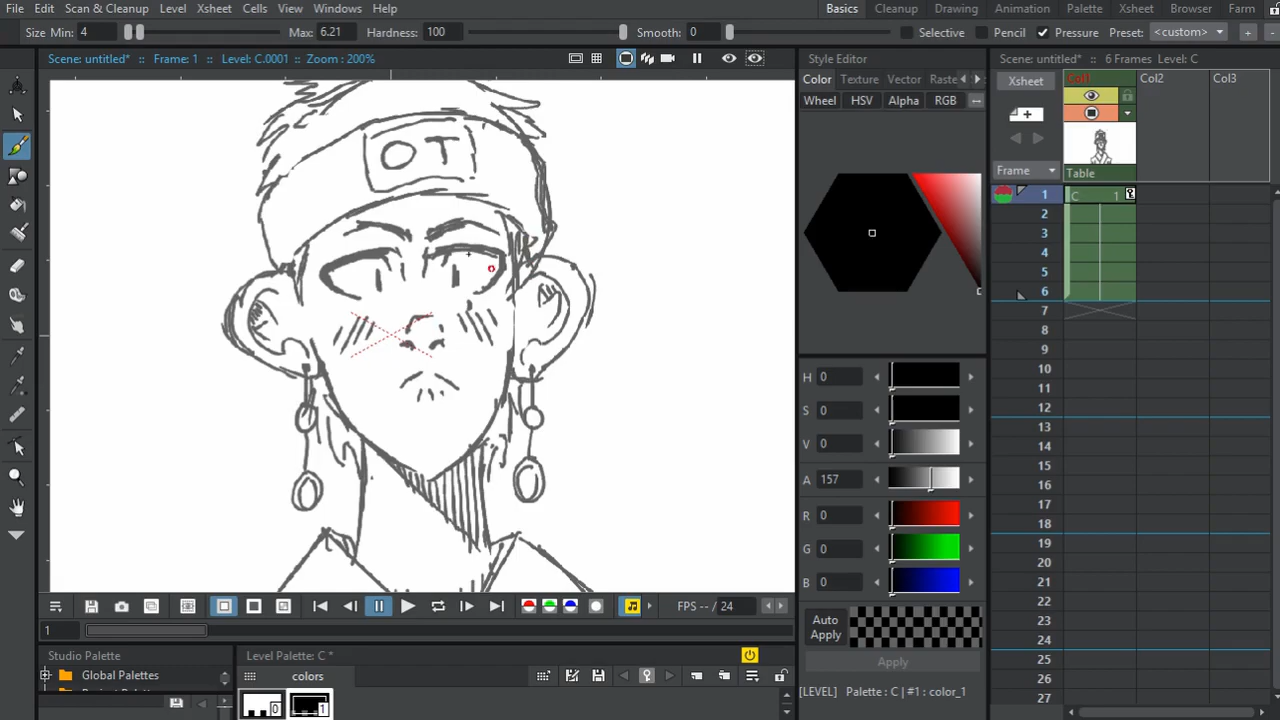 File Edit Scan & Cleanup Level Xsheet Cells View Windows Help
Basics Cleanup Drawing Animation Palette Xsheet Browser Farm
Size Min: 4 Max: 6.21 Hardness: 100 Smooth: 0 Selective Pencil Pressure Preset: <custom>
Scene: untitled* :: Frame: 1 :: Level: C.0001 :: Zoom : 200%
OT
FPS -- / 24
1
Studio Palette
Global Palettes
Level Palette: C *
colors
0
1
Style Editor
Color Texture Vector Raste
Wheel HSV Alpha RGB
H 0
S 0
V 0
A 157
R 0
G 0
B 0
Auto
Apply
Apply
[LEVEL] Palette : C | #1 : color_1
Scene: untitled* :: 6 Frames Level: C
Xsheet
Frame
Col1 Col2 Col3
Table
1 C 1
2
3
4
5
6
7
8
9
10
11
12
13
14
15
16
17
18
19
20
21
22
23
24
25
26
27